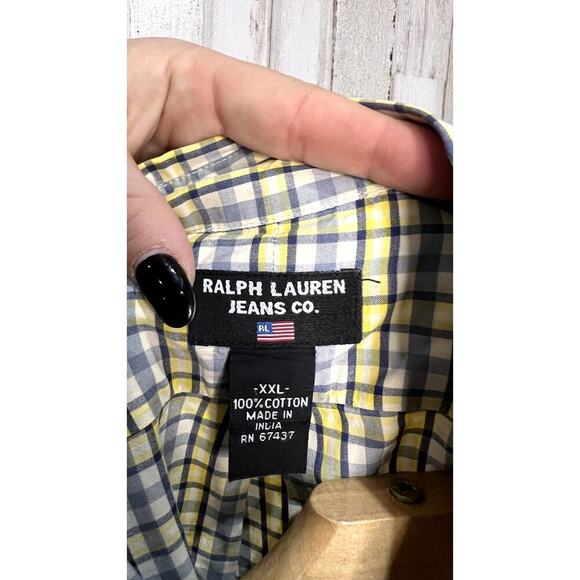 RALPH LAUREN
JEANS CO.
RL
-XXL-
100% COTTON
MADE IN
INDIA
RN 67437